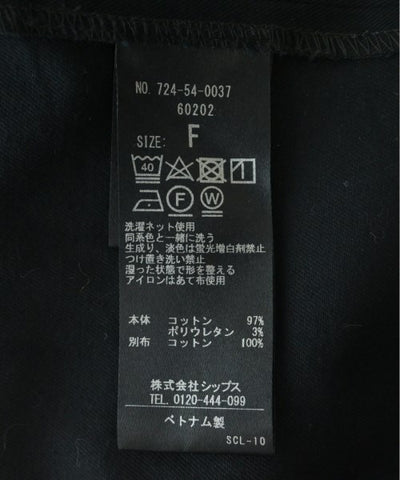 NO. 724-54-0037
60202
SIZE: F
40
F W
洗濯ネット使用
同系色と一緒に洗う
生成り、淡色は蛍光増白剤禁止
つけ置き洗い禁止
湿った状態で形を整える
アイロンはあて布使用
本体 コットン 97%
ポリウレタン 3%
別布 コットン 100%
株式会社シップス
TEL. 0120-444-099
ベトナム製
SCL-10